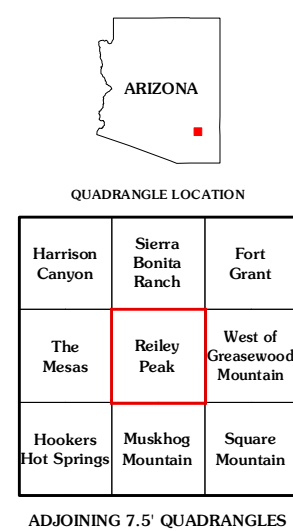 ARIZONA
QUADRANGLE LOCATION
Harrison
Canyon
Sierra
Bonita
Ranch
Fort
Grant
The
Mesas
Reiley
Peak
West of
Greasewood
Mountain
Hookers
Hot Springs
Muskhog
Mountain
Square
Mountain
ADJOINING 7.5' QUADRANGLES